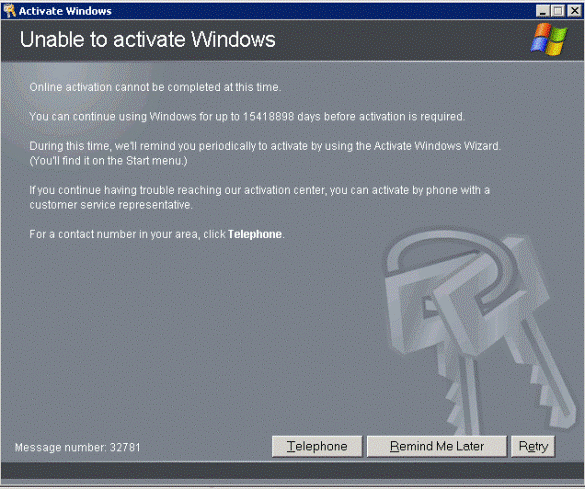 Activate Windows
Unable to activate Windows
Online activation cannot be completed at this time.
You can continue using Windows for up to 15418898 days before activation is required.
During this time, we'll remind you periodically to activate by using the Activate Windows Wizard.
(You'll find it on the Start menu.)
If you continue having trouble reaching our activation center, you can activate by phone with a
customer service representative.
For a contact number in your area, click Telephone.
Message number: 32781
Telephone
Remind Me Later
Retry